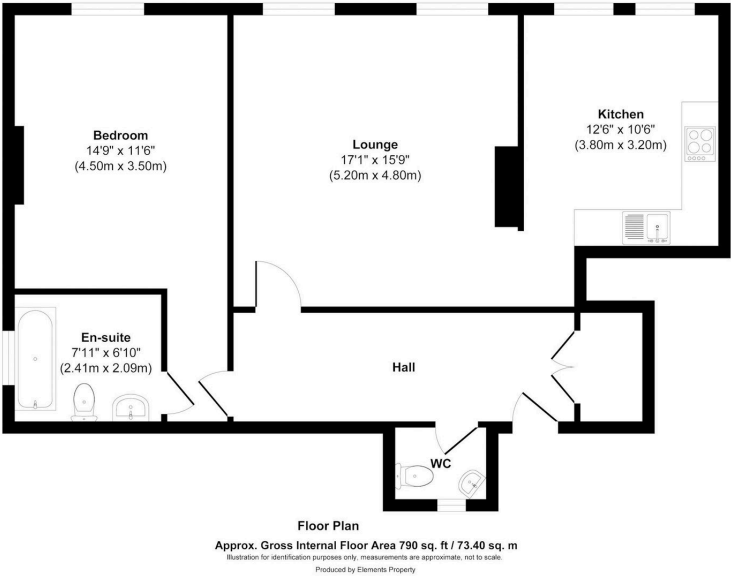 Bedroom
14'9" x 11'6"
(4.50m x 3.50m)
Lounge
17'1" x 15'9"
(5.20m x 4.80m)
Kitchen
12'6" x 10'6"
(3.80m x 3.20m)
En-suite
7'11" x 6'10"
(2.41m x 2.09m)
Hall
WC
Floor Plan
Approx. Gross Internal Floor Area 790 sq. ft / 73.40 sq. m
Illustration for identification purposes only, measurements are approximate, not to scale.
Produced by Elements Property